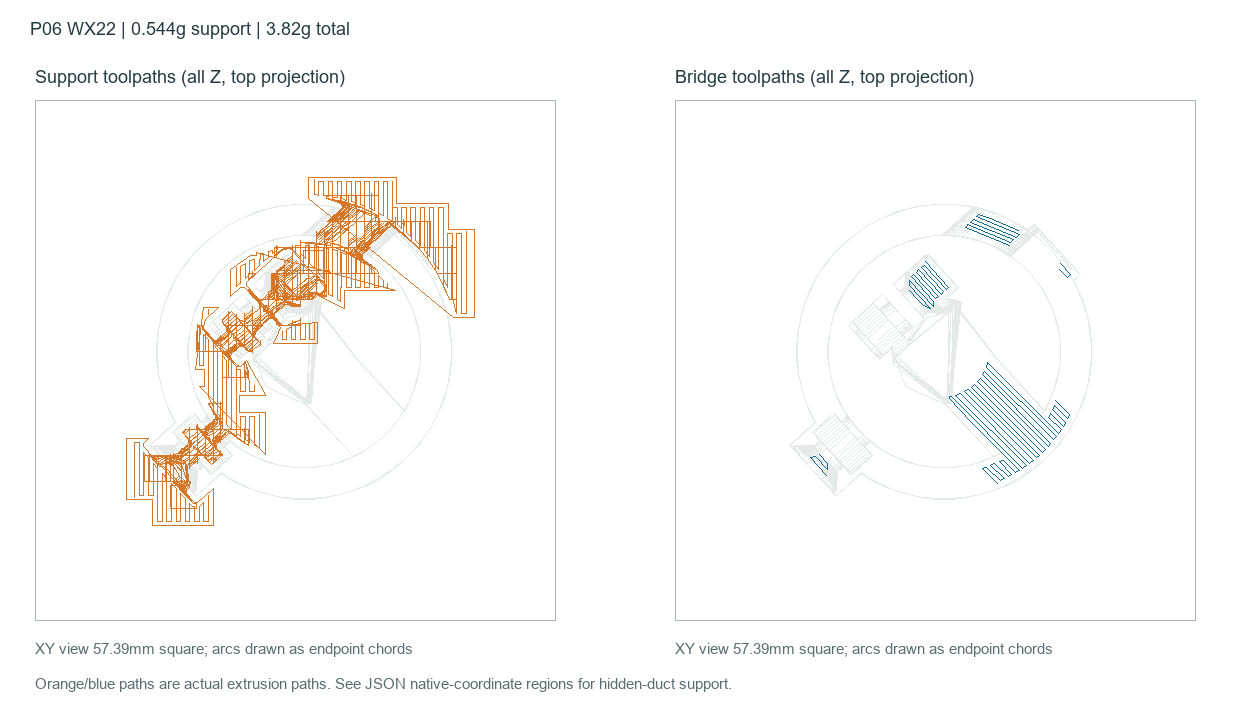 P06 WX22 | 0.544g support | 3.82g total
Support toolpaths (all Z, top projection)
Bridge toolpaths (all Z, top projection)
XY view 57.39mm square; arcs drawn as endpoint chords
XY view 57.39mm square; arcs drawn as endpoint chords
Orange/blue paths are actual extrusion paths. See JSON native-coordinate regions for hidden-duct support.